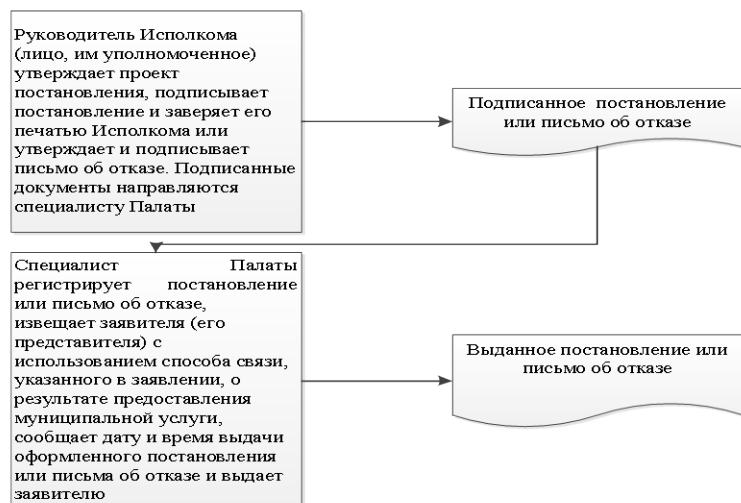 Руководитель Исполкома
(лицо, им уполномоченное)
утверждает проект
постановления, подписывает
постановление и заверяет его
печатью Исполкома или
утверждает и подписывает
письмо об отказе. Подписанные
документы направляются
специалисту Палаты
Подписанное постановление
или письмо об отказе
Специалист Палаты
регистрирует постановление
или письмо об отказе,
извещает заявителя (его
представителя) с
использованием способа связи,
указанного в заявлении, о
результате предоставления
муниципальной услуги,
сообщает дату и время выдачи
оформленного постановления
или письма об отказе и выдает
заявителю
Выданное постановление или
письмо об отказе